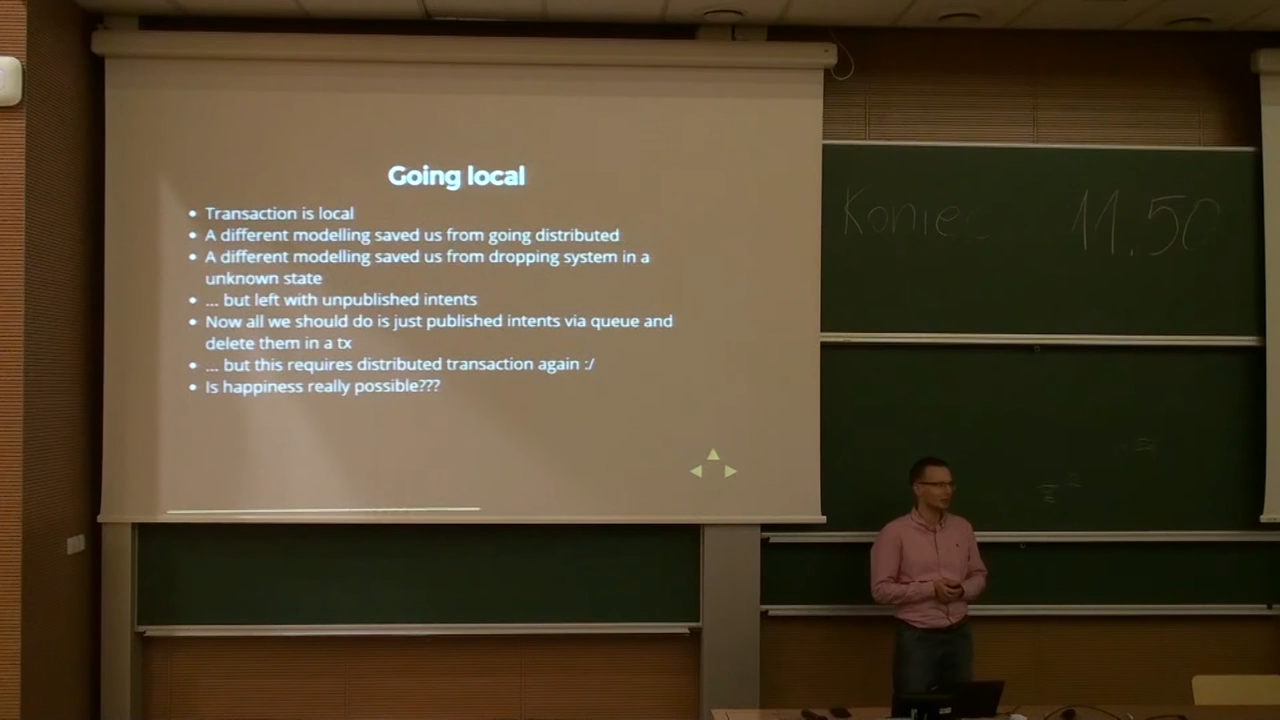 Going local
• Transaction is local
• A different modelling saved us from going distributed
• A different modelling saved us from dropping system in a
unknown state
• ... but left with unpublished intents
• Now all we should do is just published intents via queue and
delete them in a tx
• ... but this requires distributed transaction again :/
• Is happiness really possible???
Koniec 11.50